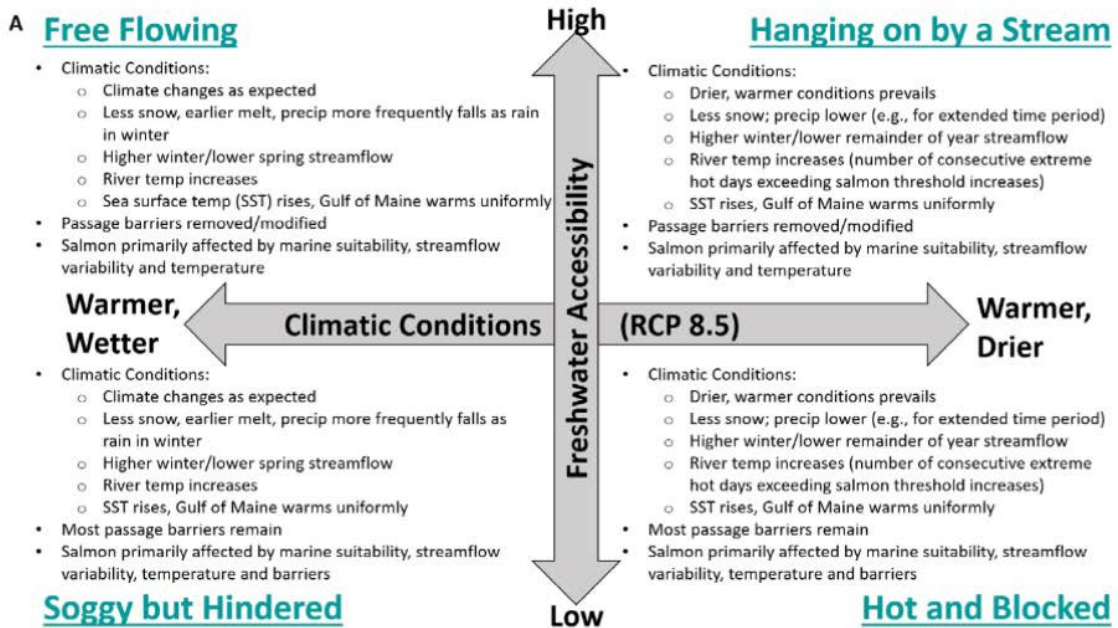 A
Free Flowing
• Climatic Conditions:
o Climate changes as expected
o Less snow, earlier melt, precip more frequently falls as rain
in winter
o Higher winter/lower spring streamflow
o River temp increases
o Sea surface temp (SST) rises, Gulf of Maine warms uniformly
• Passage barriers removed/modified
• Salmon primarily affected by marine suitability, streamflow
variability and temperature
High
Hanging on by a Stream
• Climatic Conditions:
o Drier, warmer conditions prevails
o Less snow; precip lower (e.g., for extended time period)
o Higher winter/lower remainder of year streamflow
o River temp increases (number of consecutive extreme
hot days exceeding salmon threshold increases)
o SST rises, Gulf of Maine warms uniformly
• Passage barriers removed/modified
• Salmon primarily affected by marine suitability, streamflow
variability and temperature
Warmer,
Wetter
Climatic Conditions (RCP 8.5)
Freshwater Accessibility
Warmer,
Drier
• Climatic Conditions:
o Climate changes as expected
o Less snow, earlier melt, precip more frequently falls as
rain in winter
o Higher winter/lower spring streamflow
o River temp increases
o SST rises, Gulf of Maine warms uniformly
• Most passage barriers remain
• Salmon primarily affected by marine suitability, streamflow
variability, temperature and barriers
Soggy but Hindered
Low
• Climatic Conditions:
o Drier, warmer conditions prevails
o Less snow; precip lower (e.g., for extended time period)
o Higher winter/lower remainder of year streamflow
o River temp increases (number of consecutive extreme
hot days exceeding salmon threshold increases)
o SST rises, Gulf of Maine warms uniformly
• Most passage barriers remain
• Salmon primarily affected by marine suitability, streamflow
variability, temperature and barriers
Hot and Blocked